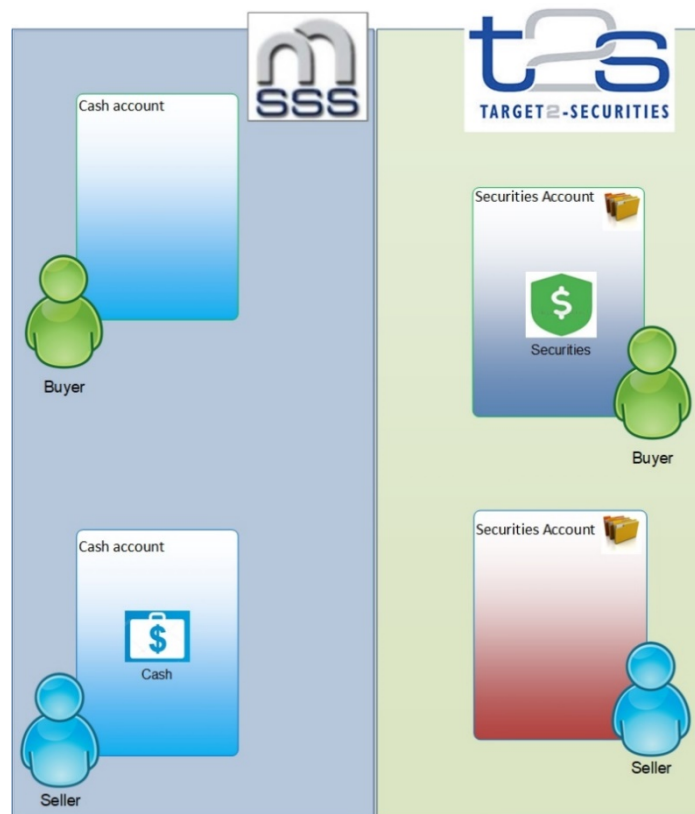 m
sss
t2s
TARGET2-SECURITIES
Cash account
Securities Account
$
Securities
Buyer
Buyer
Cash account
Securities Account
$
Cash
Seller
Seller